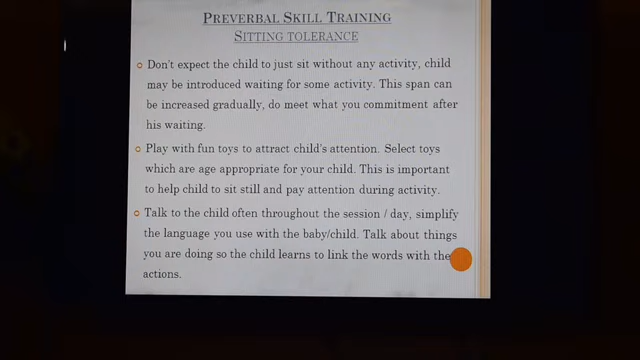 PREVERBAL SKILL TRAINING
SITTING TOLERANCE
Don't expect the child to just sit without any activity, child
may be introduced waiting for some activity. This span can
be increased gradually, do meet what you commitment after
his waiting.
Play with fun toys to attract child's attention. Select toys
which are age appropriate for your child. This is important
to help child to sit still and pay attention during activity.
Talk to the child often throughout the session / day, simplify
the language you use with the baby/child. Talk about things
you are doing so the child learns to link the words with the
actions.